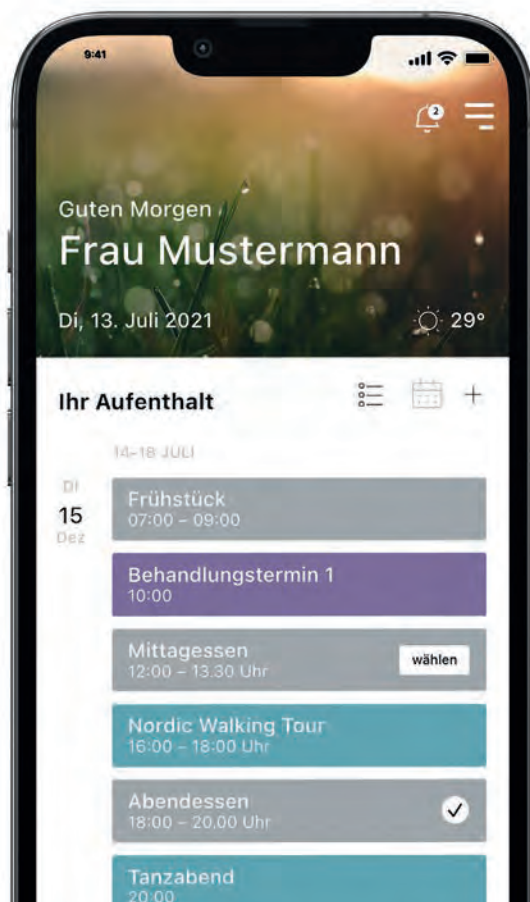 9:41
2
Guten Morgen
Frau Mustermann
Di, 13. Juli 2021
29°
Ihr Aufenthalt
14–18 JULI
DI
15
Dez
Frühstück
07:00 – 09:00
Behandlungstermin 1
10:00
Mittagessen
12:00 – 13.30 Uhr
wählen
Nordic Walking Tour
16:00 – 18:00 Uhr
Abendessen
18:00 – 20.00 Uhr
Tanzabend
20:00